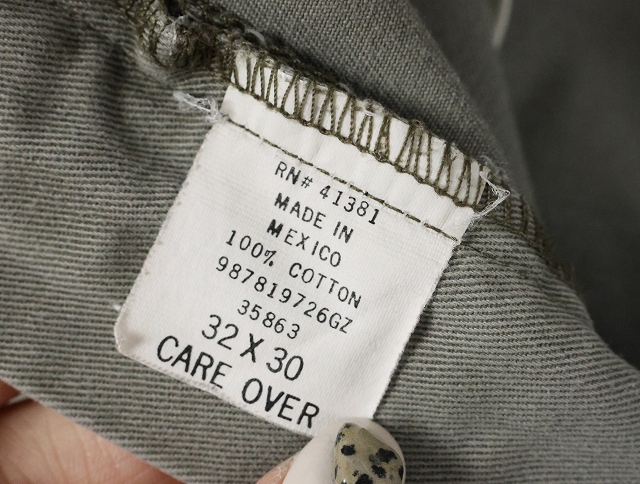 RN# 41381
MADE IN
MEXICO
100% COTTON
987819726GZ
35863
32 X 30
CARE OVER